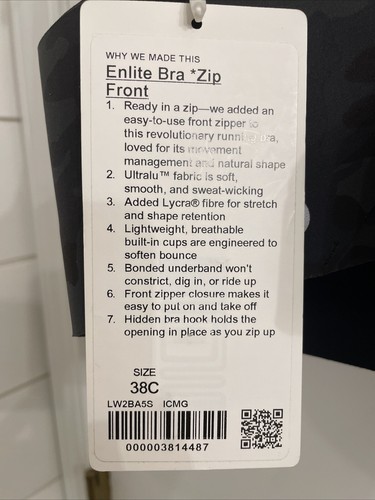 WHY WE MADE THIS
Enlite Bra *Zip
Front
1. Ready in a zip—we added an
easy-to-use front zipper to
this revolutionary running bra,
loved for its movement
management and natural shape
2. Ultralu™ fabric is soft,
smooth, and sweat-wicking
3. Added Lycra® fibre for stretch
and shape retention
4. Lightweight, breathable
built-in cups are engineered to
soften bounce
5. Bonded underband won't
constrict, dig in, or ride up
6. Front zipper closure makes it
easy to put on and take off
7. Hidden bra hook holds the
opening in place as you zip up
SIZE
38C
LW2BA5S ICMG
000003814487